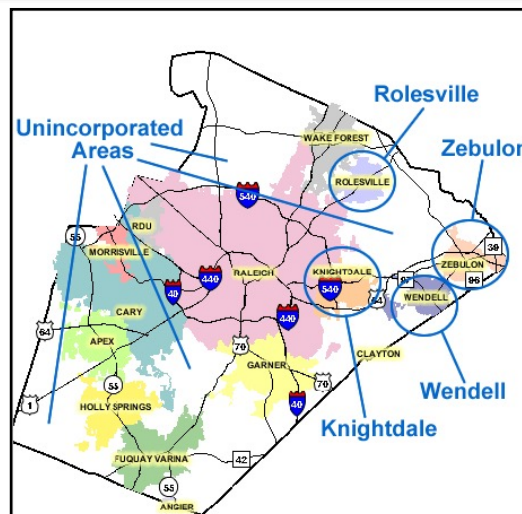 Rolesville
Unincorporated
Areas
WAKE FOREST
Zebulon
ROLESVILLE
540
55
RDU
39
MORRISVILLE
ZEBULON
440
RALEIGH
KNIGHTDALE
40
540
97
96
64
WENDELL
CARY
440
64
APEX
70
CLAYTON
GARNER
Wendell
55
70
1
HOLLY SPRINGS
40
Knightdale
42
FUQUAY VARINA
55
ANGIER